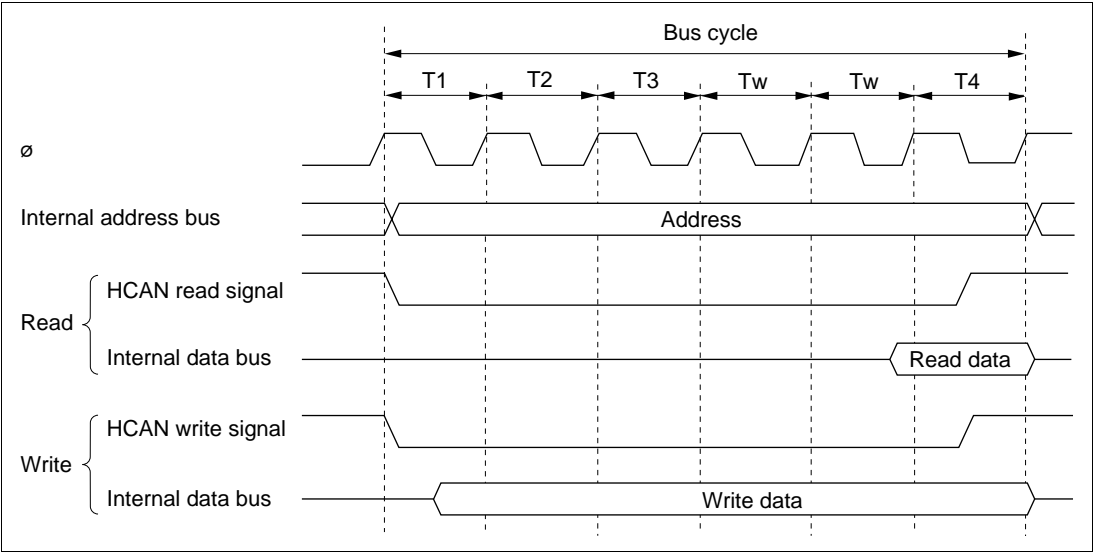 Bus cycle
T1 T2 T3 Tw Tw T4
ø
Internal address bus Address
HCAN read signal
Read
Internal data bus Read data
HCAN write signal
Write
Internal data bus Write data